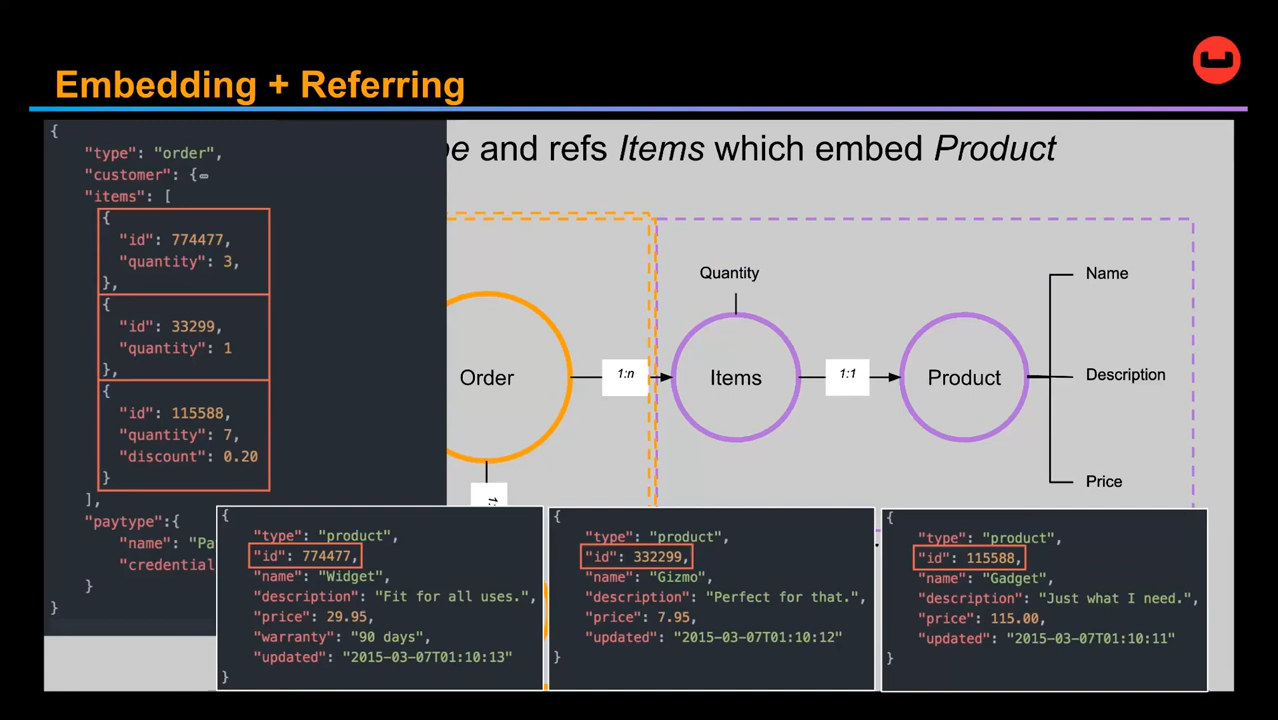 Embedding + Referring
and refs Items which embed Product
{
"type": "order",
"customer": {
"items": [
{
"id": 774477,
"quantity": 3,
},
{
"id": 33299,
"quantity": 1
},
{
"id": 115588,
"quantity": 7,
"discount": 0.20
}
],
"paytype":{
"name": "Pa
"credential
}
}
Order
1:n
Quantity
Items
1:1
Product
Name
Description
Price
1:
{
"type": "product",
"id": 774477,
"name": "Widget",
"description": "Fit for all uses.",
"price": 29.95,
"warranty": "90 days",
"updated": "2015-03-07T01:10:13"
}
{
"type": "product",
"id": 332299,
"name": "Gizmo",
"description": "Perfect for that.",
"price": 7.95,
"updated": "2015-03-07T01:10:12"
}
{
"type": "product",
"id": 115588,
"name": "Gadget",
"description": "Just what I need.",
"price": 115.00,
"updated": "2015-03-07T01:10:11"
}